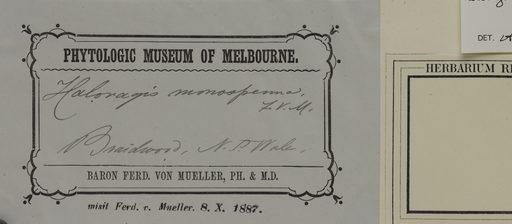 PHYTOLOGIC MUSEUM OF MELBOURNE.
Haloragis monosperma,
F.v.M.
Braidwood, N.S. Wales,
BARON FERD. VON MUELLER, PH. & M.D.
misit Ferd. v. Mueller. 8. X. 1887.
DET.
HERBARIUM